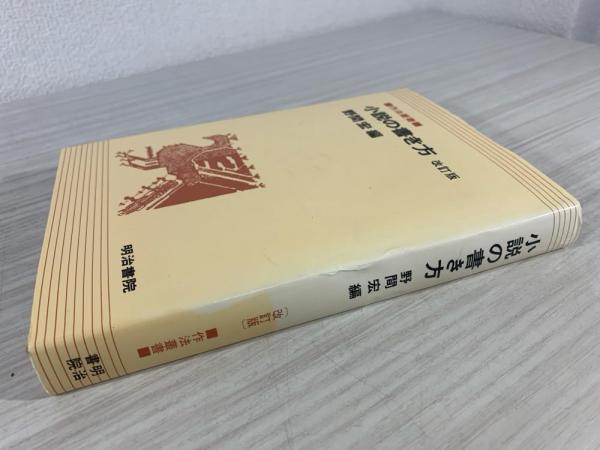 ■作法叢書■
小説の書き方 改訂版
野間宏編
明治書院
小説の書き方
野間宏編
〔改訂版〕
■作法叢書■
明治
書院